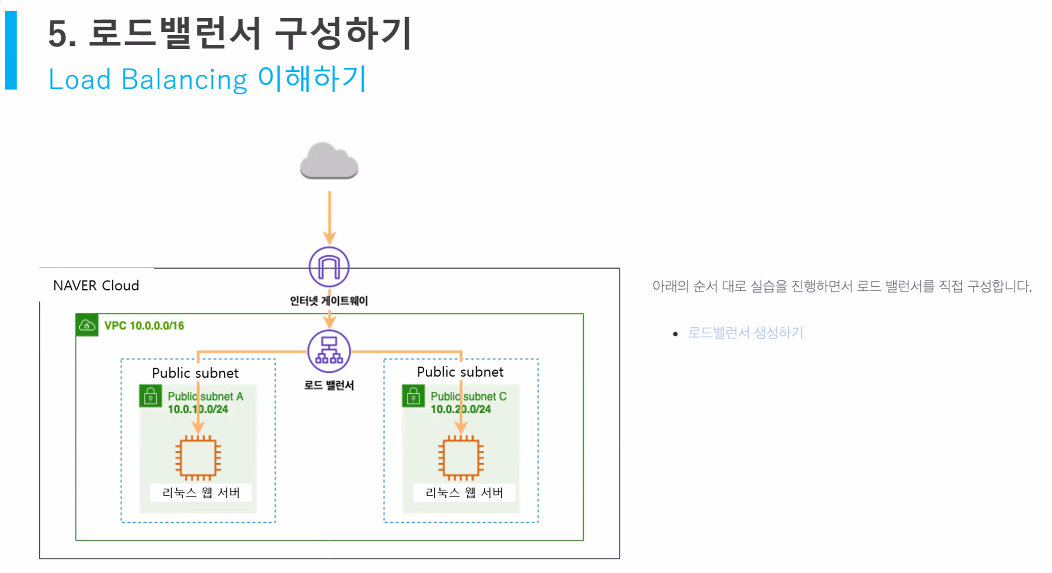 5. 로드밸런서 구성하기
Load Balancing 이해하기
NAVER Cloud
인터넷 게이트웨이
VPC 10.0.0.0/16
로드 밸런서
Public subnet
Public subnet A
10.0.10.0/24
리눅스 웹 서버
Public subnet
Public subnet C
10.0.20.0/24
리눅스 웹 서버
아래의 순서 대로 실습을 진행하면서 로드 밸런서를 직접 구성합니다.
• 로드밸런서 생성하기